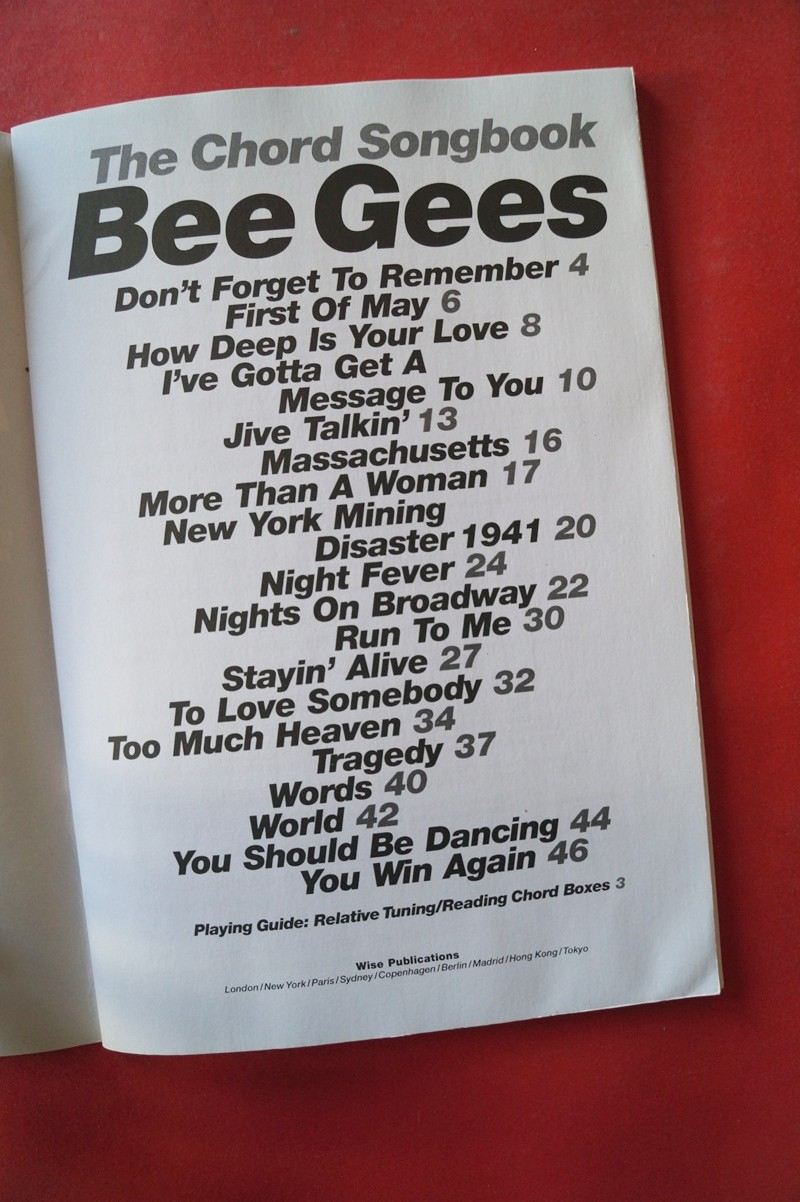 The Chord Songbook
Bee Gees
Don't Forget To Remember 4
First Of May 6
How Deep Is Your Love 8
I've Gotta Get A
Message To You 10
Jive Talkin' 13
Massachusetts 16
More Than A Woman 17
New York Mining
Disaster 1941 20
Night Fever 24
Nights On Broadway 22
Run To Me 30
Stayin' Alive 27
To Love Somebody 32
Too Much Heaven 34
Tragedy 37
Words 40
World 42
You Should Be Dancing 44
You Win Again 46
Playing Guide: Relative Tuning/Reading Chord Boxes 3
Wise Publications
London/New York/Paris/Sydney/Copenhagen/Berlin/Madrid/Hong Kong/Tokyo